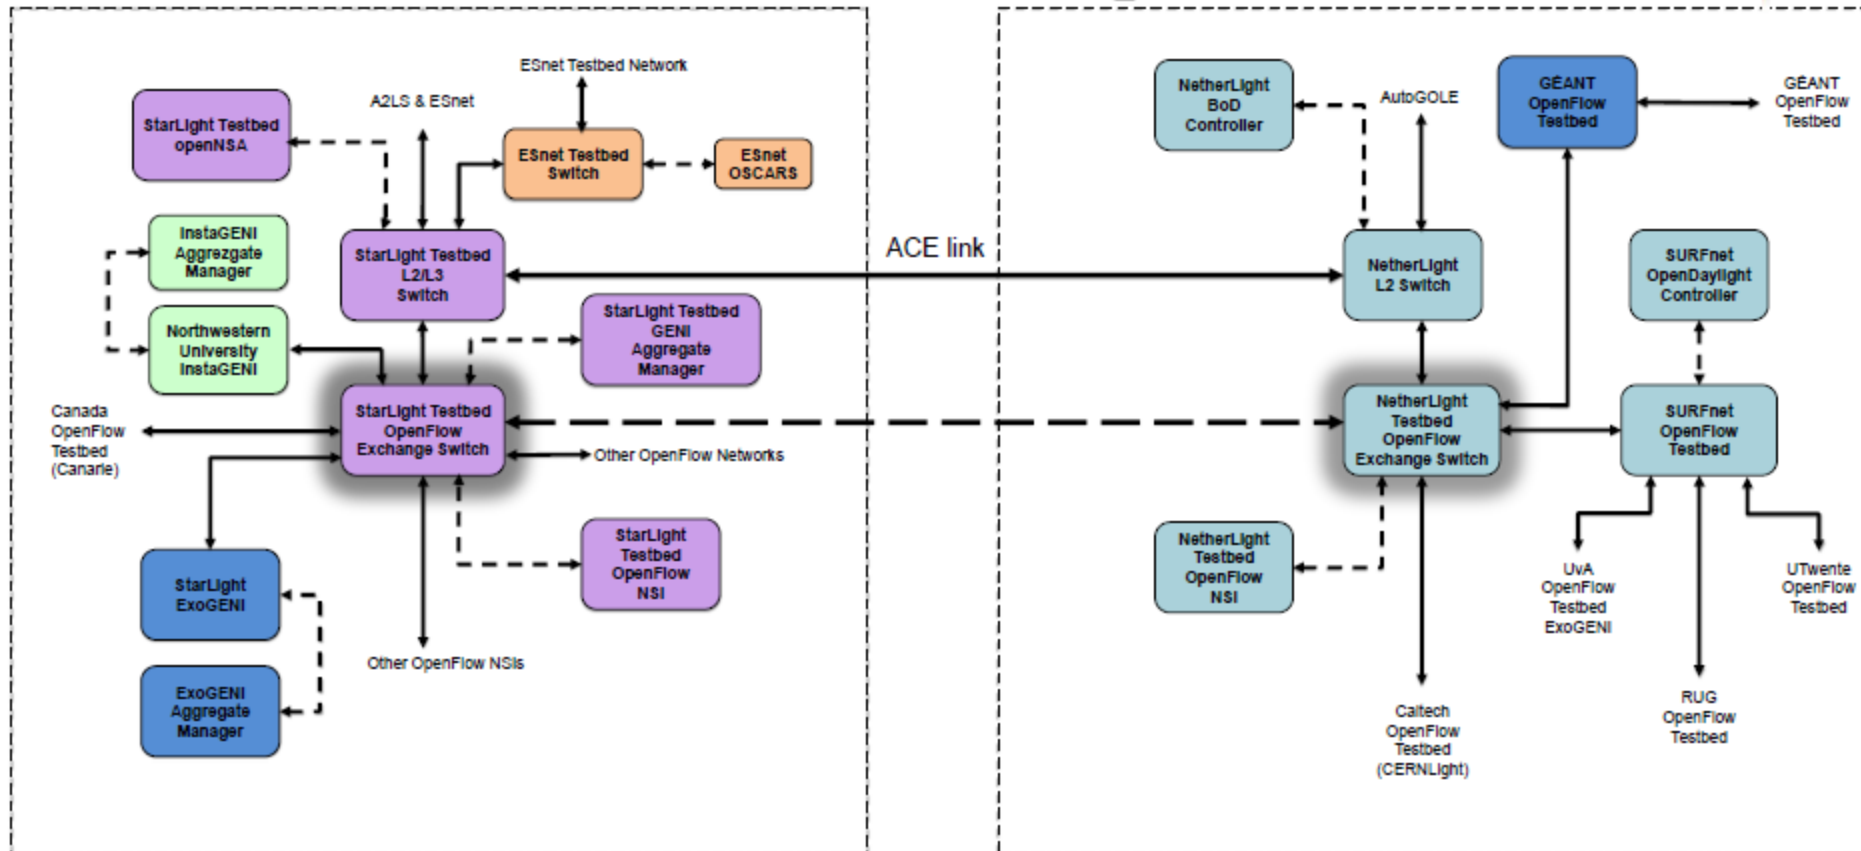 ESnet Testbed Network
A2LS & ESnet
StarLight Testbed
openNSA
ESnet Testbed
Switch
ESnet
OSCARS
InstaGENI
Aggrezgate
Manager
StarLight Testbed
L2/L3
Switch
ACE link
StarLight Testbed
GENI
Aggregate
Manager
Northwestern
University
InstaGENI
Canada
OpenFlow
Testbed
(Canarie)
StarLight Testbed
OpenFlow
Exchange Switch
Other OpenFlow Networks
StarLight
Testbed
OpenFlow
NSI
StarLight
ExoGENI
Other OpenFlow NSIs
ExoGENI
Aggregate
Manager
NetherLight
BoD
Controller
AutoGOLE
GÉANT
OpenFlow
Testbed
GÉANT
OpenFlow
Testbed
NetherLight
L2 Switch
SURFnet
OpenDaylight
Controller
NetherLight
Testbed
OpenFlow
Exchange Switch
SURFnet
OpenFlow
Testbed
NetherLight
Testbed
OpenFlow
NSI
UvA
OpenFlow
Testbed
ExoGENI
UTwente
OpenFlow
Testbed
Caltech
OpenFlow
Testbed
(CERNLight)
RUG
OpenFlow
Testbed